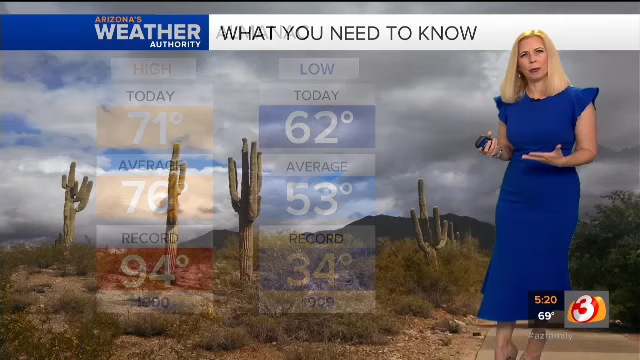 ARIZONA'S
WEATHER
AUTHORITY
WHAT YOU NEED TO KNOW
HIGH
LOW
TODAY
71°
TODAY
62°
AVERAGE
76°
AVERAGE
53°
RECORD
94°
RECORD
34°
5:20
69°
3
#azfamily